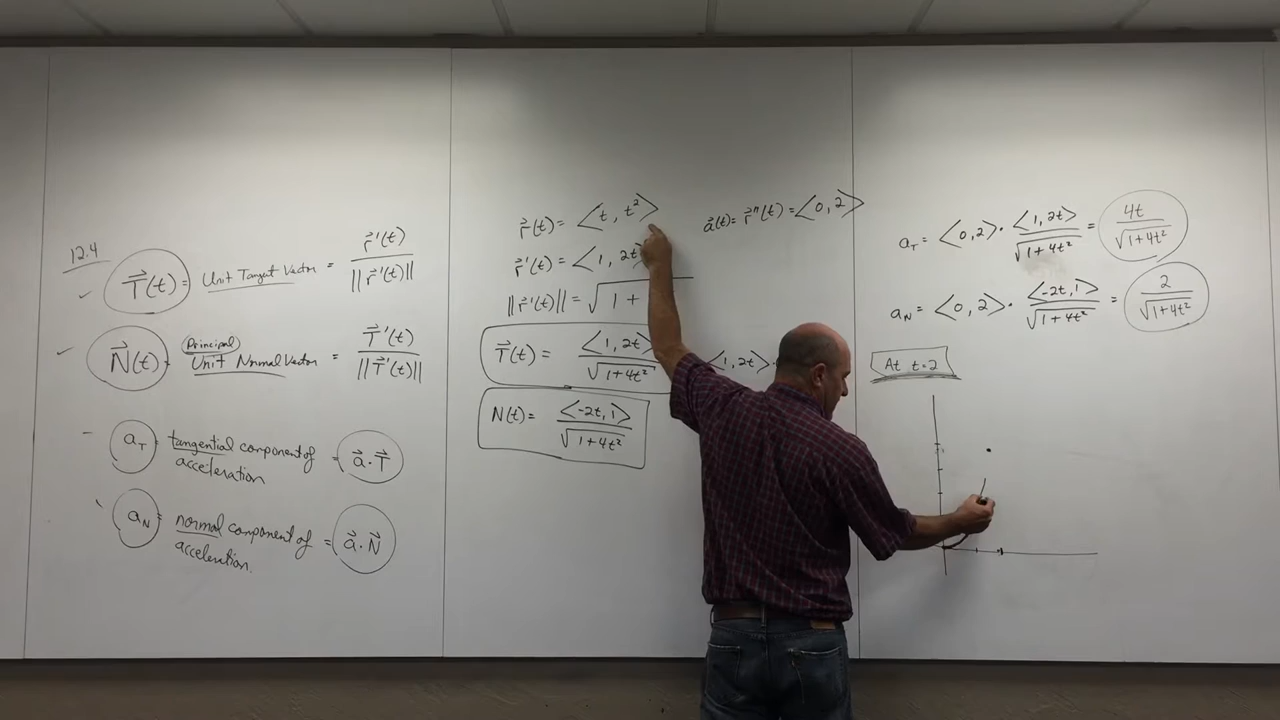 12.4
T⃗(t) = Unit Tangent Vector = r⃗'(t) / ||r⃗'(t)||
N⃗(t) = (Principal) Unit Normal Vector = T⃗'(t) / ||T⃗'(t)||
a_T = tangential component of
acceleration = a⃗·T⃗
a_N = normal component of
acceleration. = a⃗·N⃗
r⃗(t) = <t, t²>
r⃗'(t) = <1, 2t
||r⃗'(t)|| = √1 +
T⃗(t) = <1, 2t> / √1+4t²
N(t) = <-2t, 1> / √1+4t²
a⃗(t) = r⃗''(t) = <0, 2>
<1, 2t>·
a_T = <0, 2> · <1, 2t> / √1+4t² = 4t / √1+4t²
a_N = <0, 2> · <-2t, 1> / √1+4t² = 2 / √1+4t²
At t=2